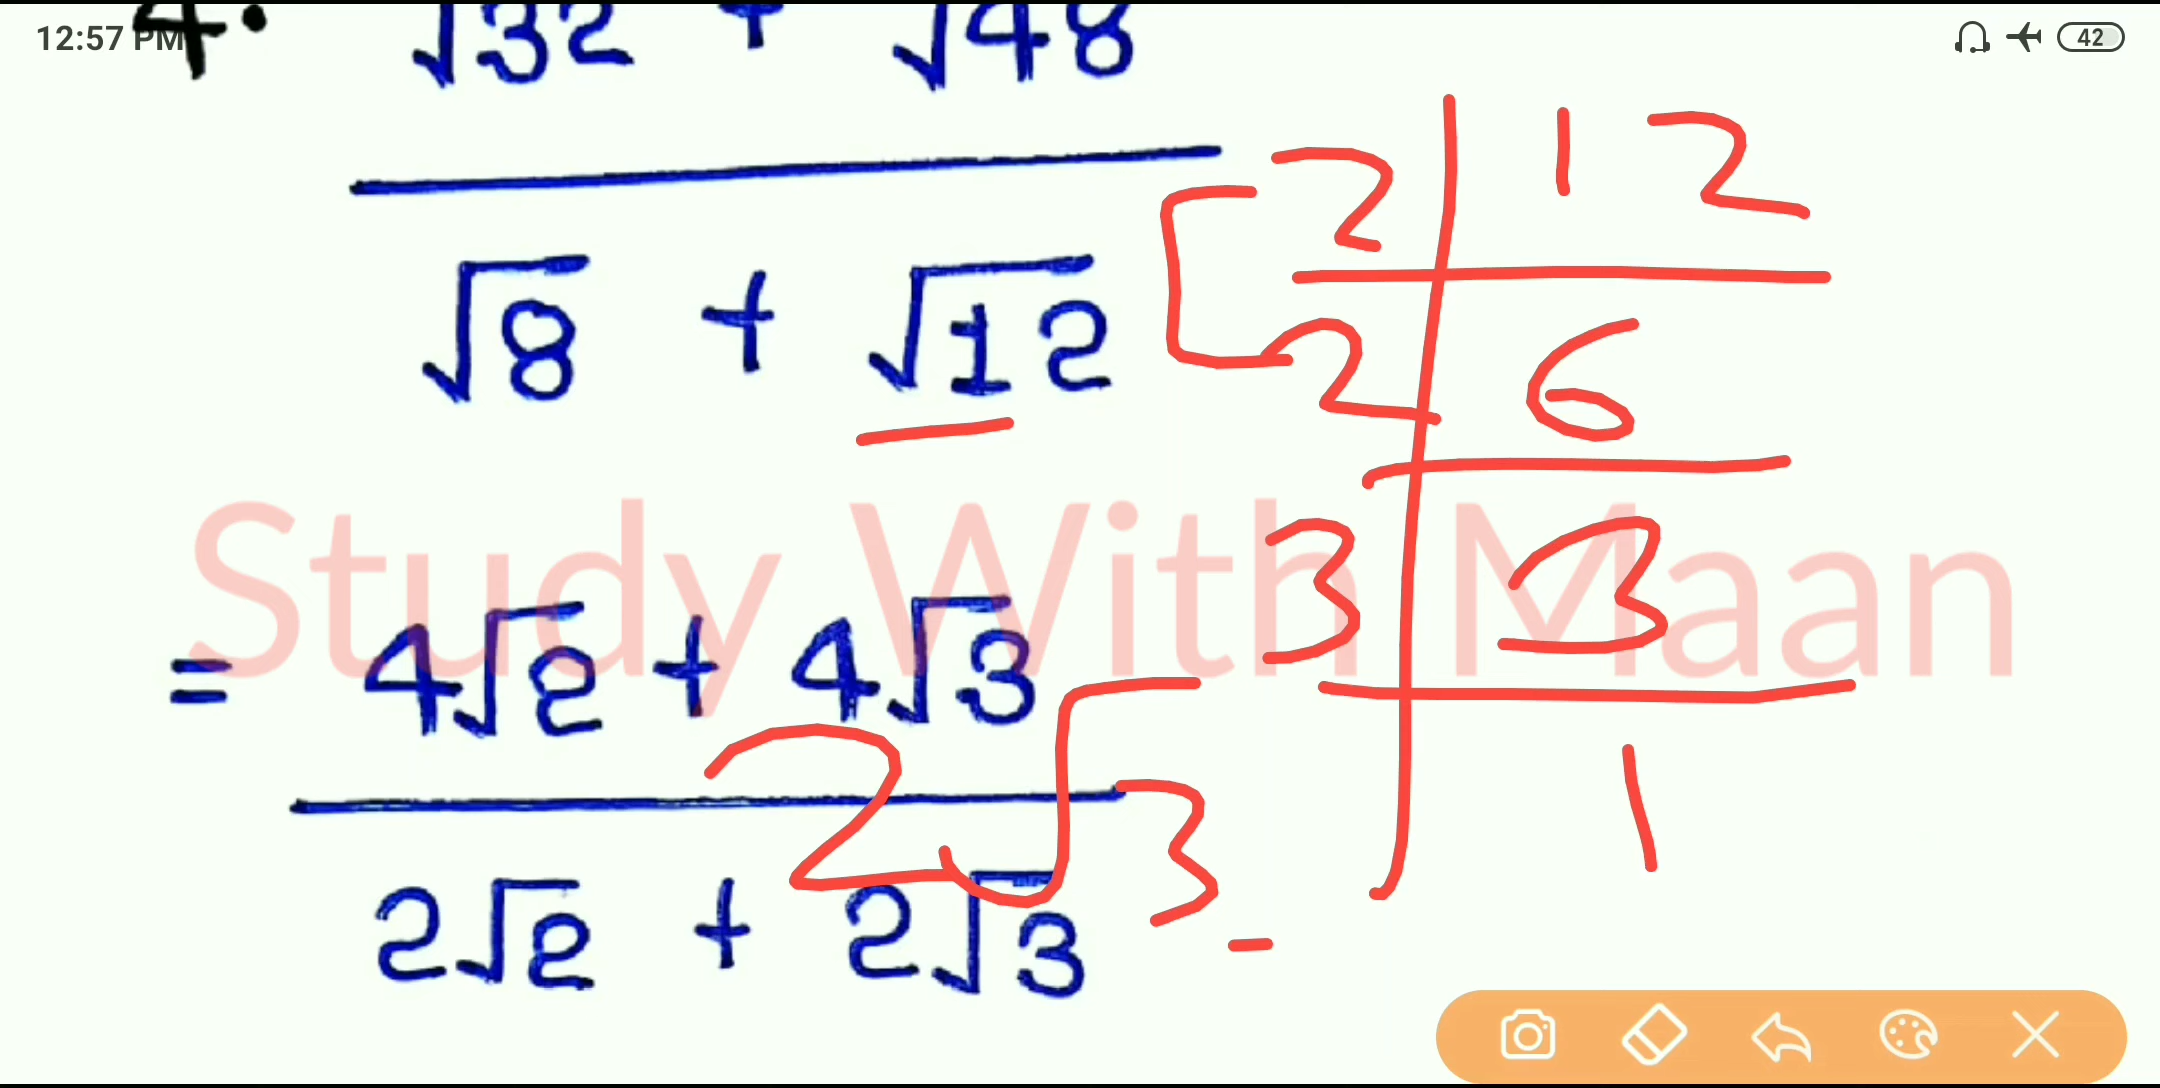 12:57 PM 42
4. √32 + √48
√8 + √12
= 4√2 + 4√3
2√2 + 2√3
2 12
2 6
3 3
1
2√3
Study With Maan